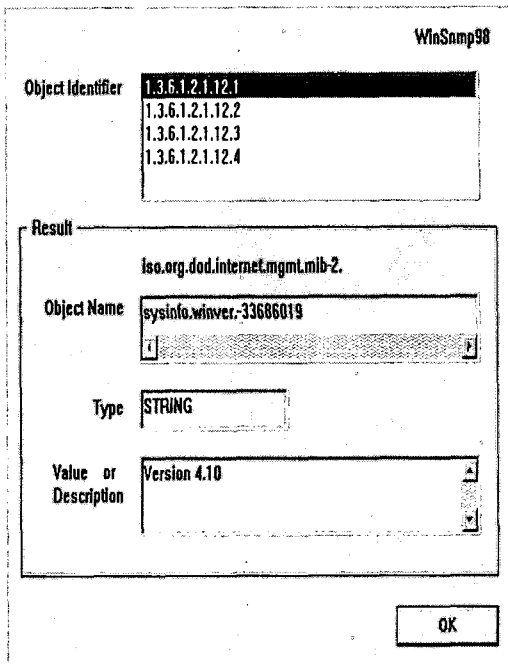 WinSnmp98
Object Identifier
1.3.6.1.2.1.12.1
1.3.6.1.2.1.12.2
1.3.6.1.2.1.12.3
1.3.6.1.2.1.12.4
Result
Iso.org.dod.internet.mgmt.mib-2.
Object Name
sysinfo.winver.-33686019
Type
STRING
Value or
Description
Version 4.10
OK